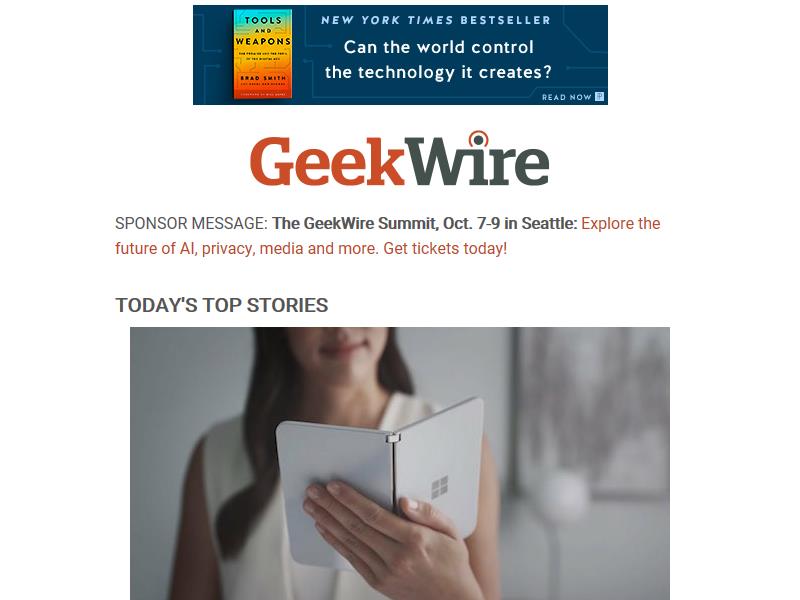 TOOLS
AND
WEAPONS
BRAD SMITH
NEW YORK TIMES BESTSELLER
Can the world control
the technology it creates?
READ NOW
GeekWire
SPONSOR MESSAGE: The GeekWire Summit, Oct. 7-9 in Seattle: Explore the
future of AI, privacy, media and more. Get tickets today!
TODAY'S TOP STORIES